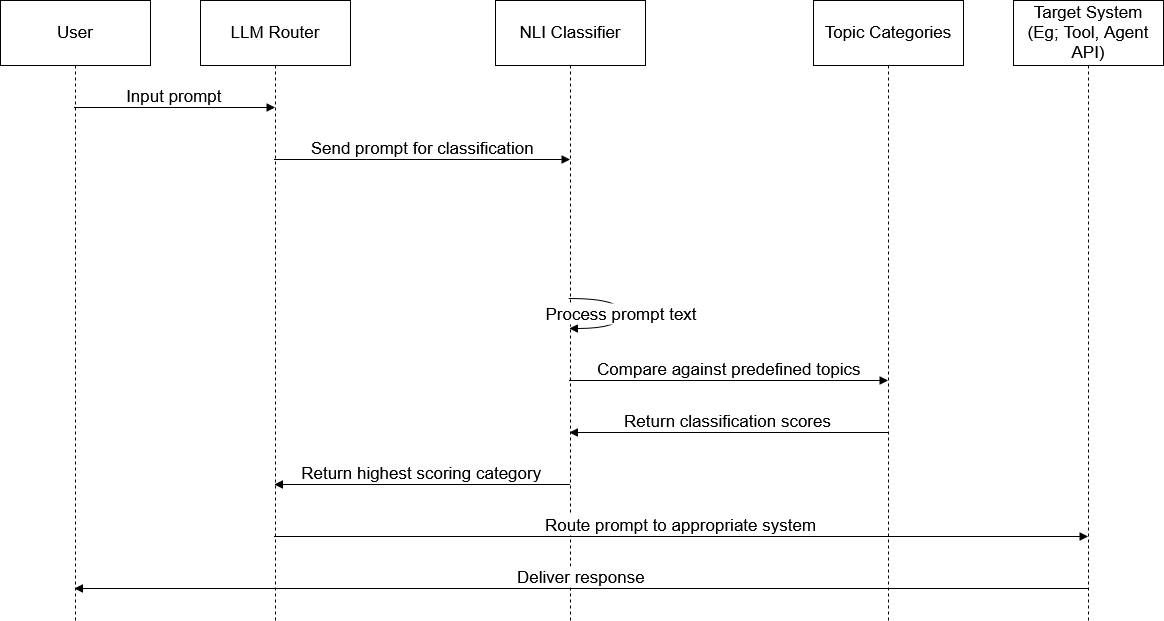 User
LLM Router
NLI Classifier
Topic Categories
Target System
(Eg; Tool, Agent
API)
Input prompt
Send prompt for classification
Process prompt text
Compare against predefined topics
Return classification scores
Return highest scoring category
Route prompt to appropriate system
Deliver response